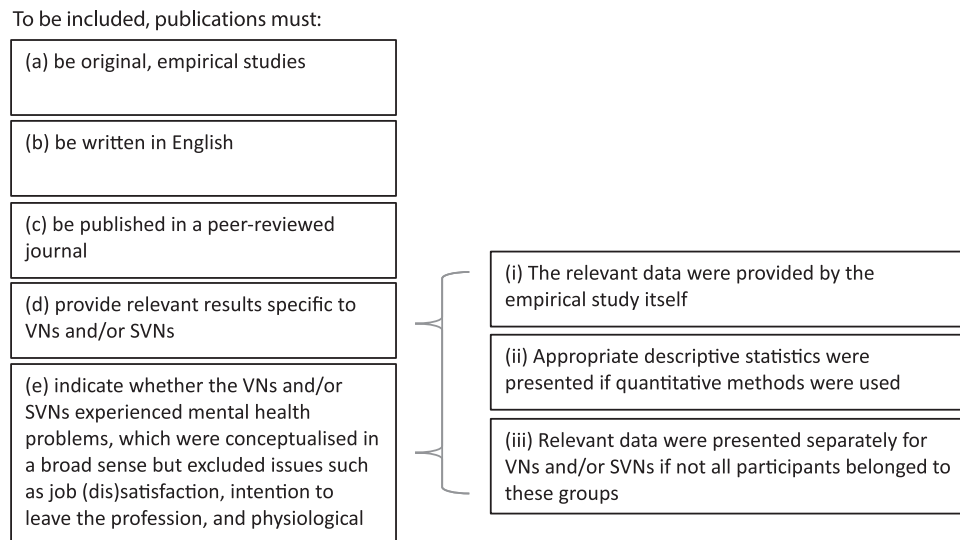 To be included, publications must:
(a) be original, empirical studies
(b) be written in English
(c) be published in a peer-reviewed
journal
(d) provide relevant results specific to
VNs and/or SVNs
(e) indicate whether the VNs and/or
SVNs experienced mental health
problems, which were conceptualised in
a broad sense but excluded issues such
as job (dis)satisfaction, intention to
leave the profession, and physiological
(i) The relevant data were provided by the
empirical study itself
(ii) Appropriate descriptive statistics were
presented if quantitative methods were used
(iii) Relevant data were presented separately for
VNs and/or SVNs if not all participants belonged to
these groups